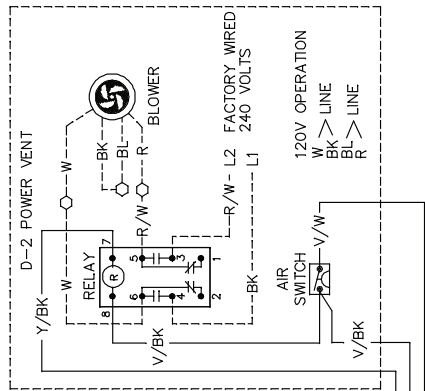 D-2 POWER VENT
W
BK
BL
R
BLOWER
FACTORY WIRED
240 VOLTS
120V OPERATION
W
BK > LINE
BL
R > LINE
Y/BK
W
7
R/W
R/W
L2
L1
RELAY
R
8
5
3
1
6
4
2
BK
V/BK
AIR
SWITCH
V/W
V/BK